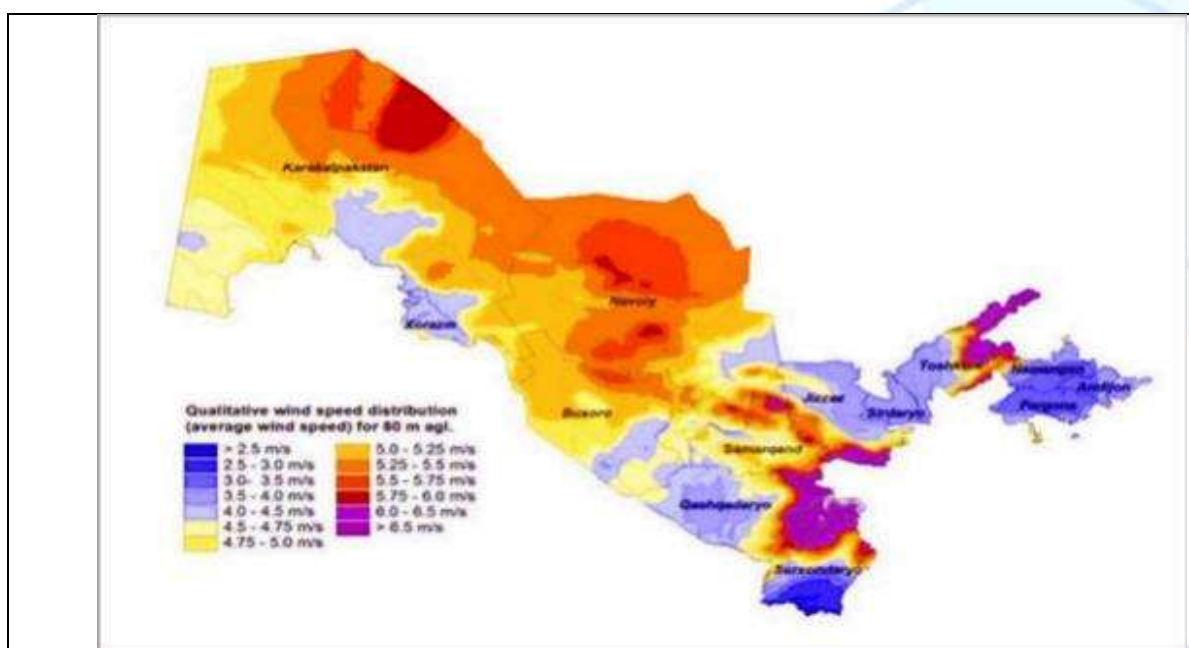 Karakalpakstan
Navoiy
Xorazm
Toshkent
Namangan
Andijon
Fargona
Jizzax
Sirdaryo
Buxoro
Samarqand
Qashqadaryo
Surxondaryo
Qualitative wind speed distribution
(average wind speed) for 80 m agl.
> 2.5 m/s
2.5 - 3.0 m/s
3.0- 3.5 m/s
3.5 - 4.0 m/s
4.0 - 4.5 m/s
4.5 - 4.75 m/s
4.75 - 5.0 m/s
5.0 - 5.25 m/s
5.25 - 5.5 m/s
5.5 - 5.75 m/s
5.75 - 6.0 m/s
6.0 - 6.5 m/s
> 6.5 m/s